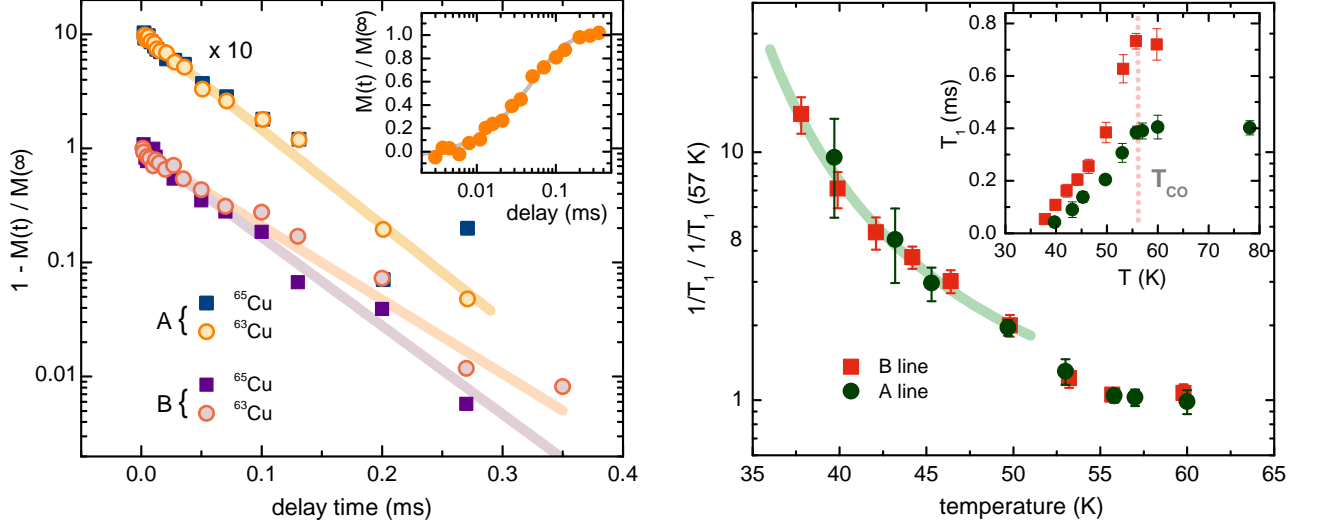 1 - M(t) / M(∞)
10
1
0.1
0.01
x 10
A { ⁶⁵Cu
⁶³Cu
B { ⁶⁵Cu
⁶³Cu
0.0 0.1 0.2 0.3 0.4
delay time (ms)
M(t) / M(∞)
1.0
0.8
0.6
0.4
0.2
0.0
0.01 0.1
delay (ms)
1/T₁ / 1/T₁ (57 K)
10
8
1
B line
A line
35 40 45 50 55 60 65
temperature (K)
T₁ (ms)
0.8
0.6
0.4
0.2
0.0
T_CO
30 40 50 60 70 80
T (K)